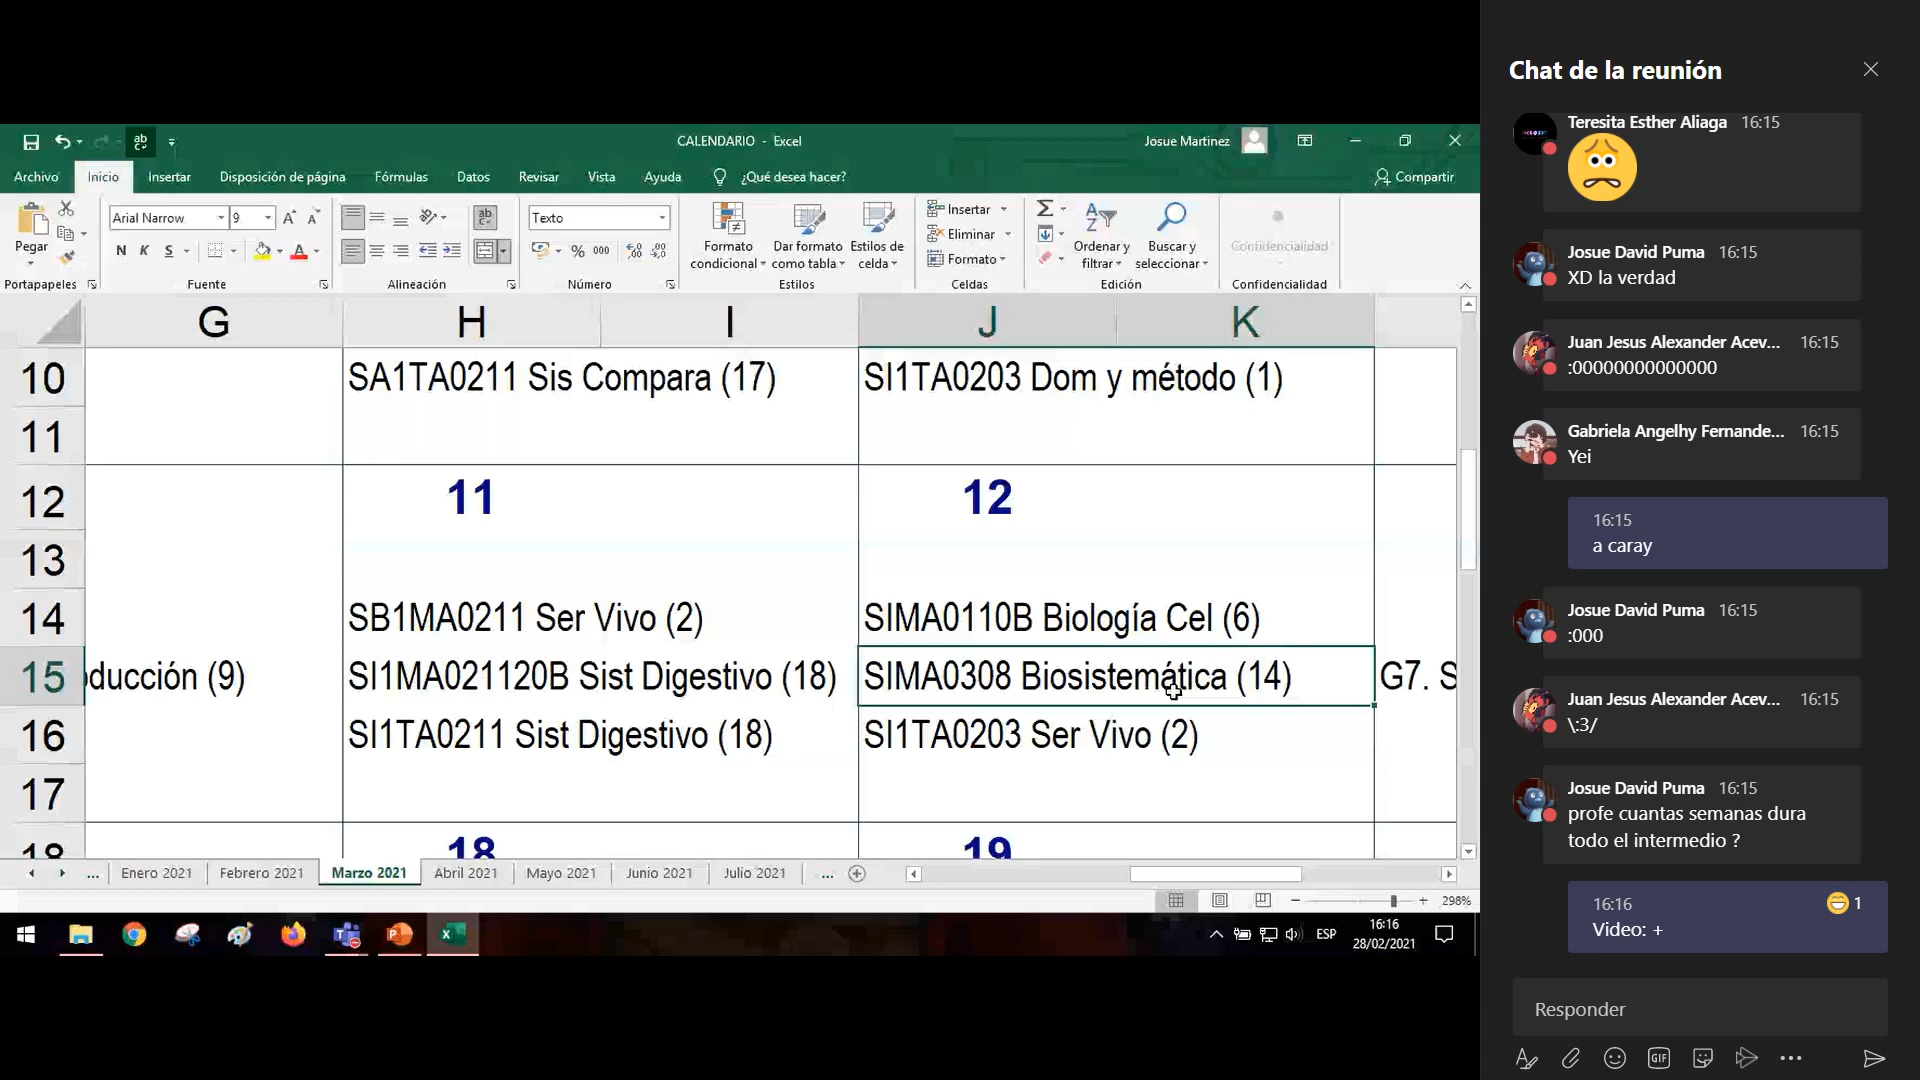 Chat de la reunión
Teresita Esther Aliaga 16:15
Josue David Puma 16:15
XD la verdad
Juan Jesus Alexander Acev... 16:15
:00000000000000
Gabriela Angelhy Fernande... 16:15
Yei
16:15
a caray
Josue David Puma 16:15
:000
Juan Jesus Alexander Acev... 16:15
\:3/
Josue David Puma 16:15
profe cuantas semanas dura
todo el intermedio ?
16:16 1
Video: +
Responder
GIF
CALENDARIO - Excel
Josue Martinez
Archivo Inicio Insertar Disposición de página Fórmulas Datos Revisar Vista Ayuda ¿Qué desea hacer? Compartir
Pegar
Portapapeles
Arial Narrow 9
N K S
Fuente
Alineación
Texto
% 000
Número
Formato condicional
Dar formato como tabla
Estilos de celda
Estilos
Insertar
Eliminar
Formato
Celdas
Ordenar y filtrar
Buscar y seleccionar
Edición
Confidencialidad
Confidencialidad
G H I J K
10 SA1TA0211 Sis Compara (17) SI1TA0203 Dom y método (1)
11
12 11 12
13
14 SB1MA0211 Ser Vivo (2) SIMA0110B Biología Cel (6)
15 oducción (9) SI1MA021120B Sist Digestivo (18) SIMA0308 Biosistemática (14) G7. S
16 SI1TA0211 Sist Digestivo (18) SI1TA0203 Ser Vivo (2)
17
18 18 19
... Enero 2021 Febrero 2021 Marzo 2021 Abril 2021 Mayo 2021 Junio 2021 Julio 2021 ...
298%
ESP
16:16
28/02/2021